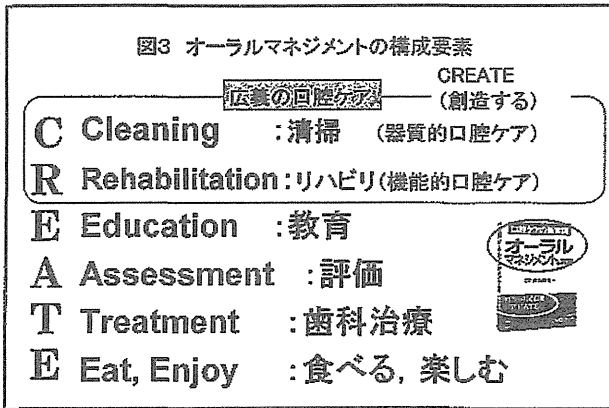 図3 オーラルマネジメントの構成要素
CREATE
広義の口腔ケア
(創造する)
C Cleaning :清掃 (器質的口腔ケア)
R Rehabilitation:リハビリ(機能的口腔ケア)
E Education :教育
A Assessment :評価
T Treatment :歯科治療
E Eat, Enjoy :食べる, 楽しむ
オーラル
マネジメント